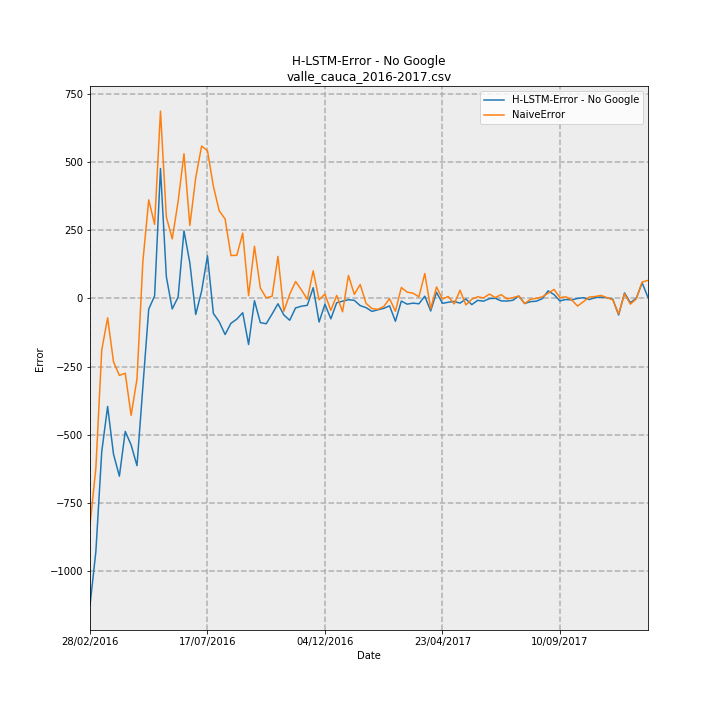 H-LSTM-Error - No Google
valle_cauca_2016-2017.csv
H-LSTM-Error - No Google
NaiveError
750
500
250
0
−250
−500
−750
−1000
Error
28/02/2016
17/07/2016
04/12/2016
23/04/2017
10/09/2017
Date